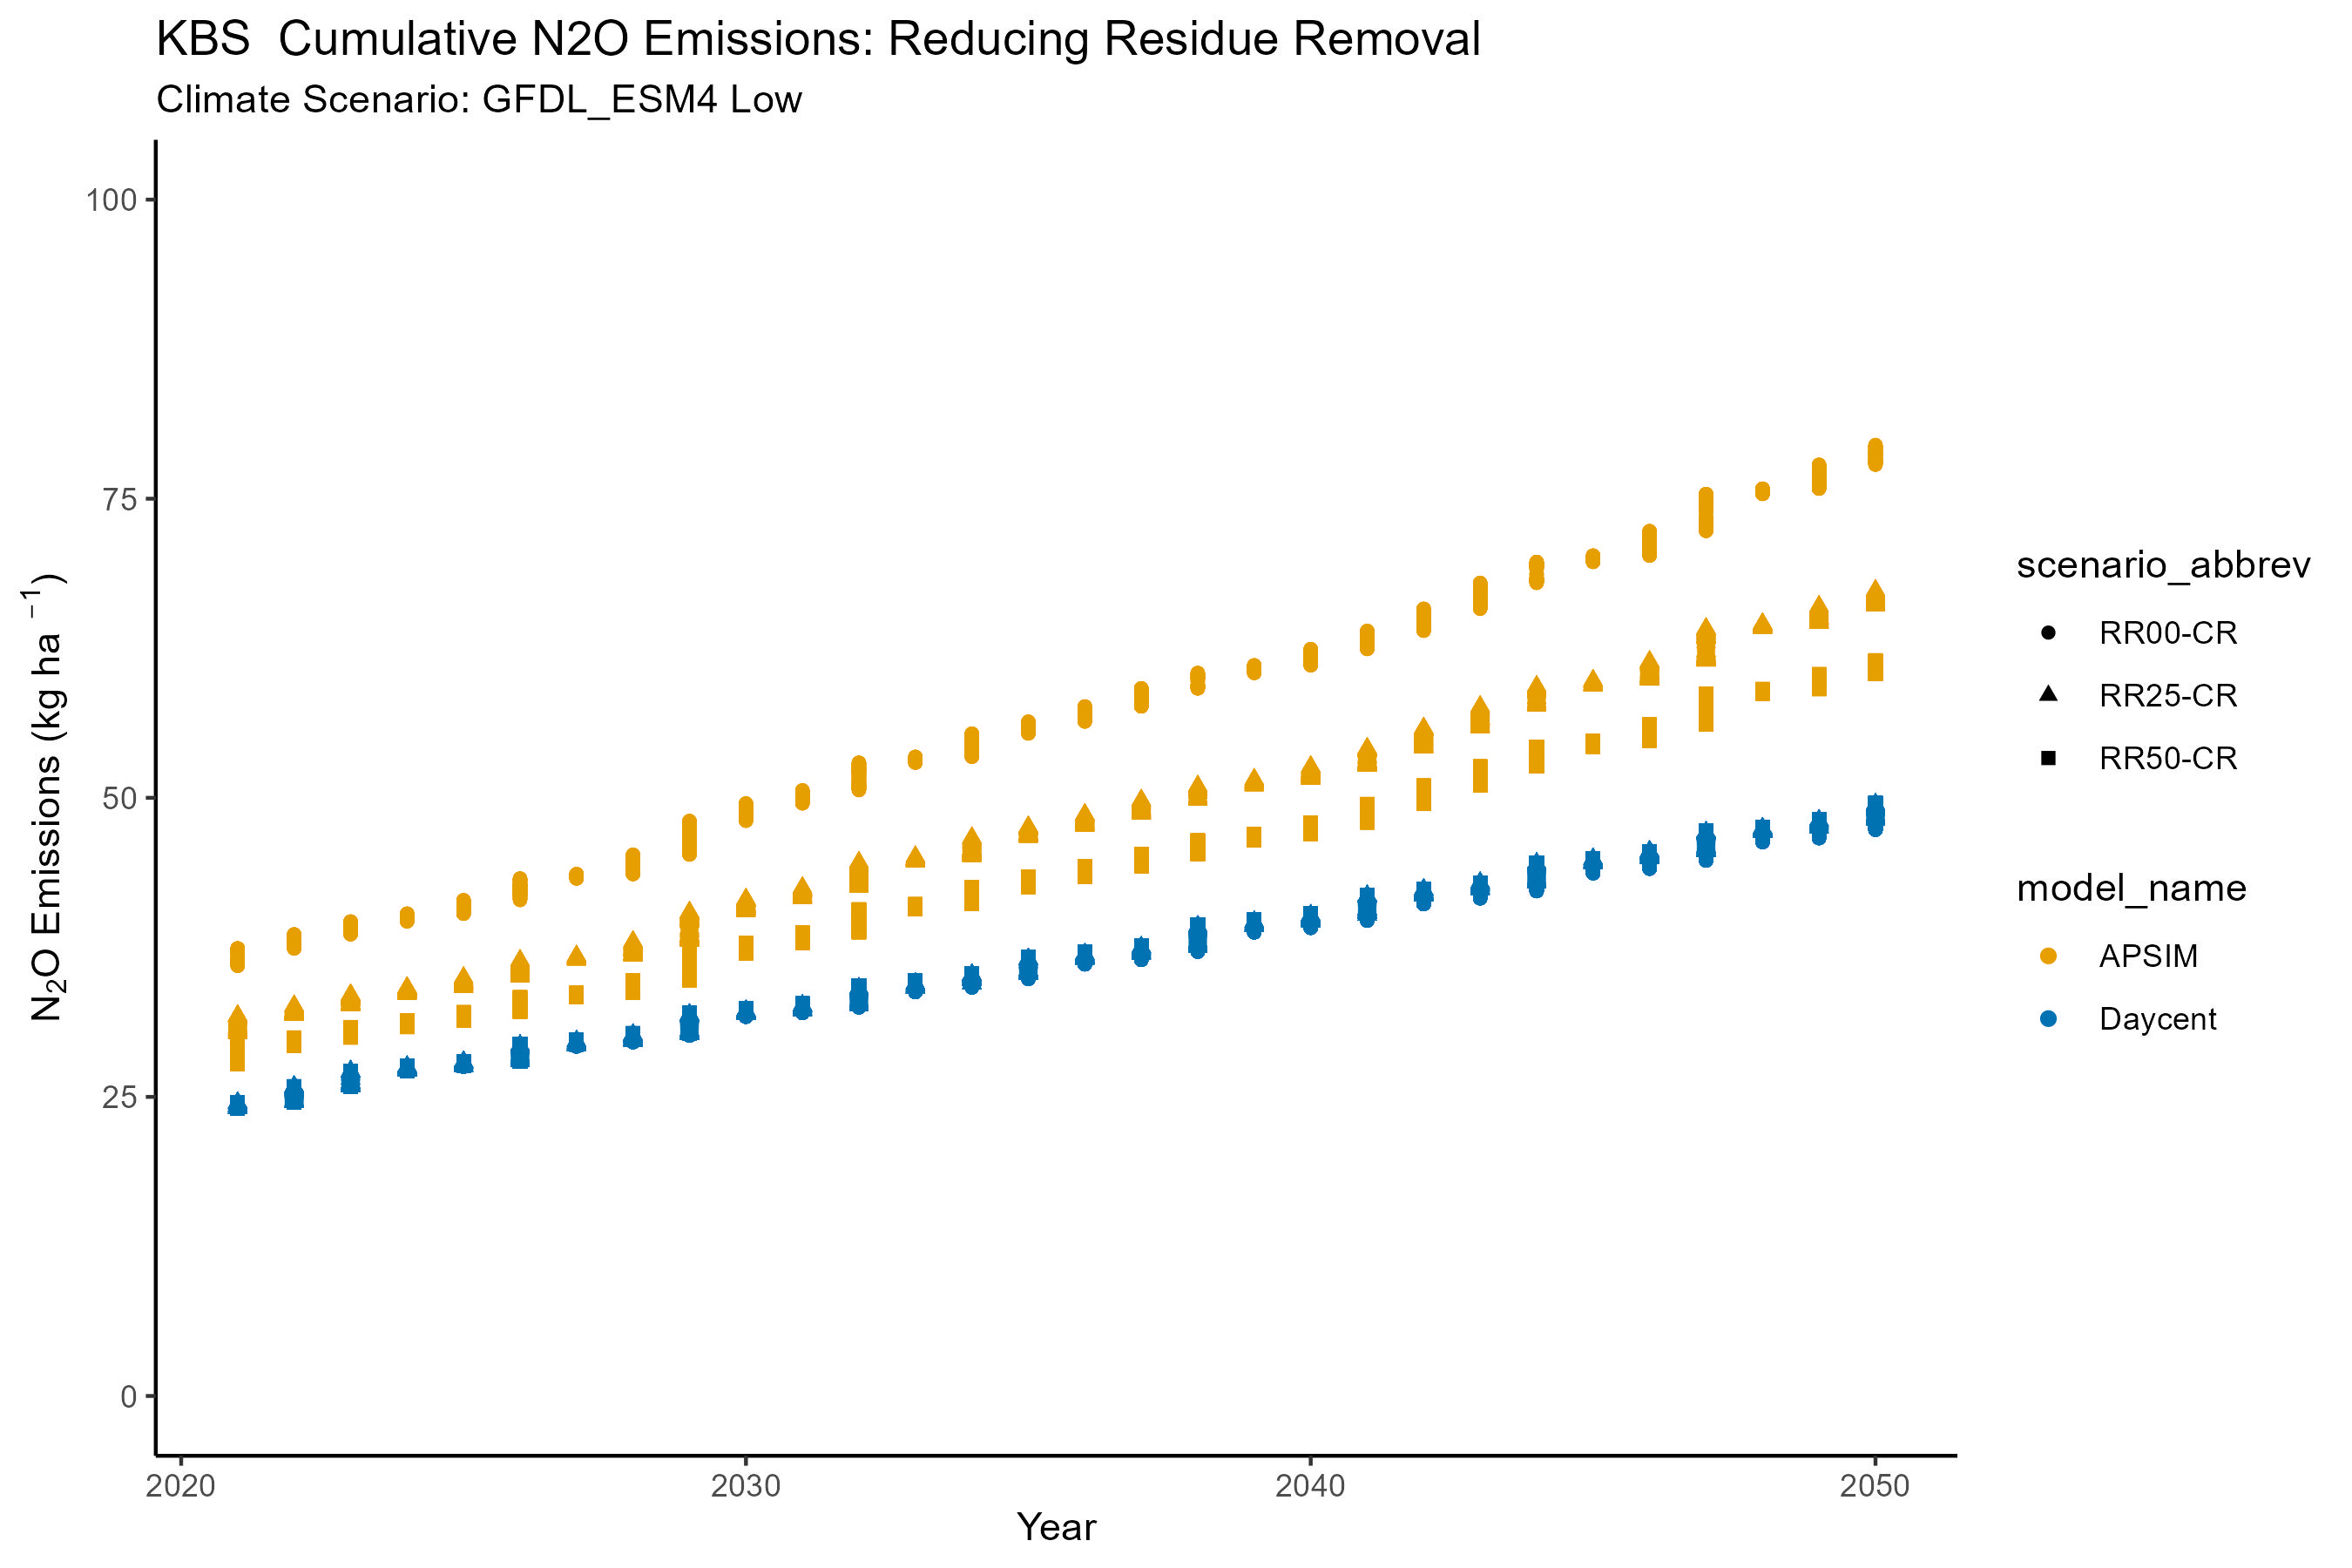 KBS  Cumulative N2O Emissions: Reducing Residue Removal
Climate Scenario: GFDL_ESM4 Low
N₂O Emissions (kg ha ⁻¹)
100
75
50
25
0
2020
2030
2040
2050
Year
scenario_abbrev
RR00-CR
RR25-CR
RR50-CR
model_name
APSIM
Daycent